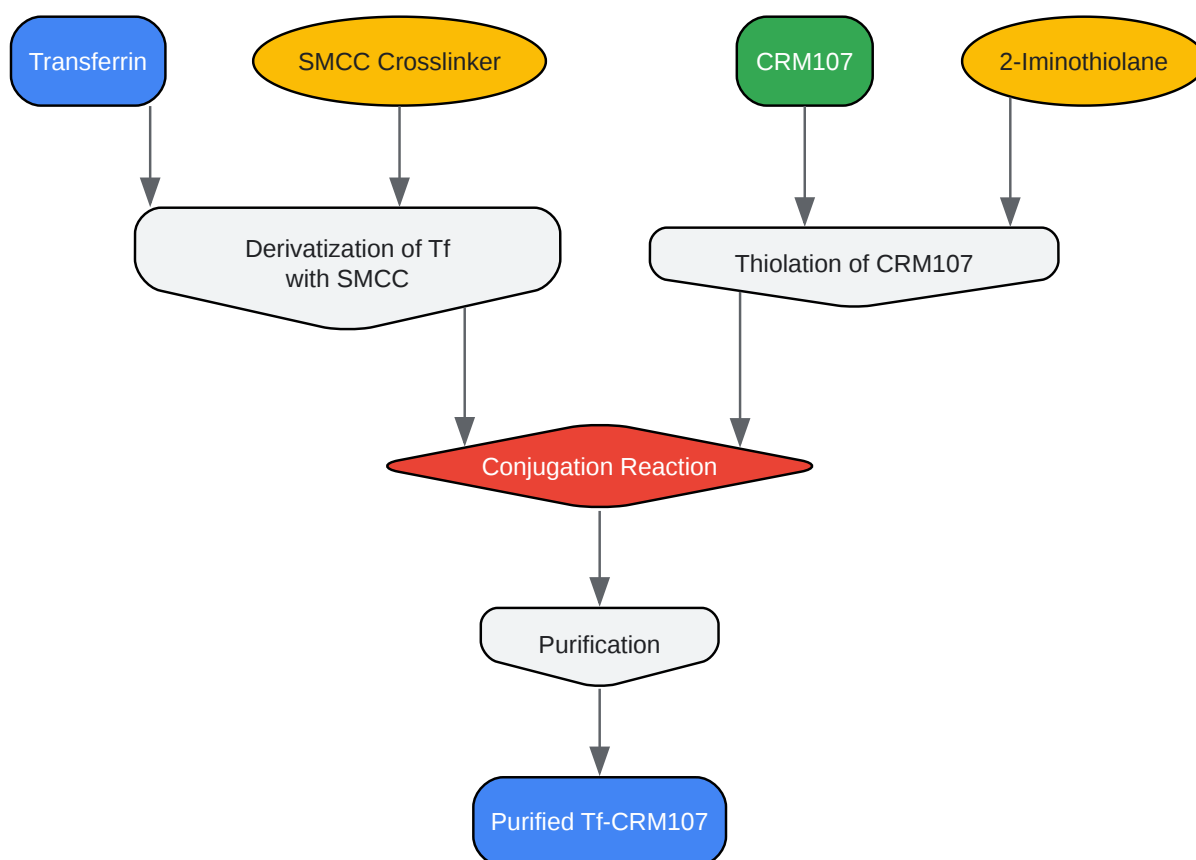 Transferrin
SMCC Crosslinker
CRM107
2-Iminothiolane
Derivatization of Tf
with SMCC
Thiolation of CRM107
Conjugation Reaction
Purification
Purified Tf-CRM107